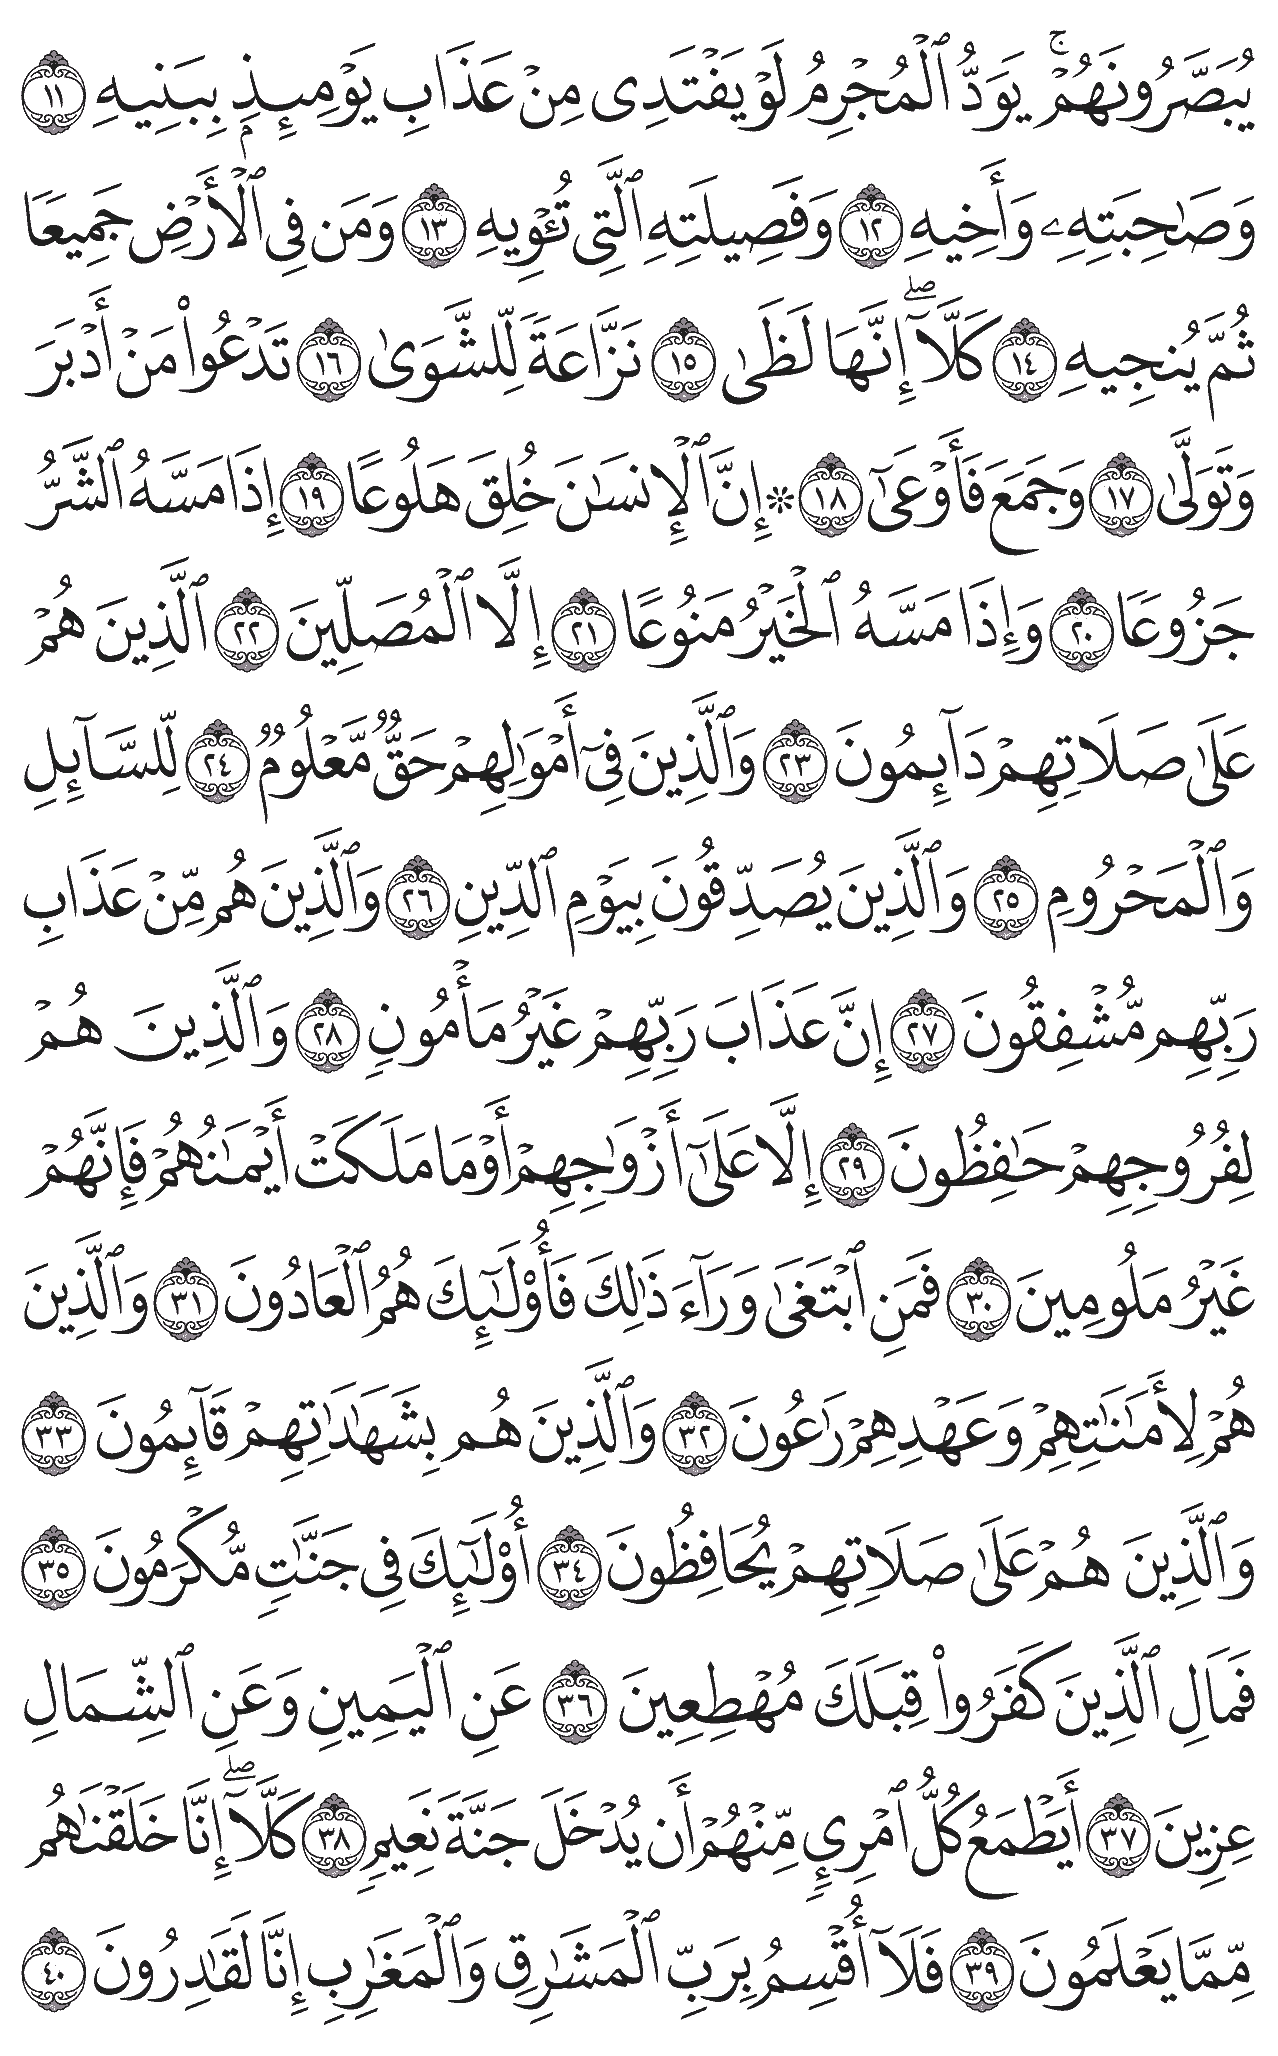 يُبَصَّرُونَهُمْۚ يَوَدُّ ٱلْمُجْرِمُ لَوْ يَفْتَدِى مِنْ عَذَابِ يَوْمِئِذٍۭ بِبَنِيهِ ١١
وَصَـٰحِبَتِهِۦ وَأَخِيهِ ١٢ وَفَصِيلَتِهِ ٱلَّتِى تُـْٔوِيهِ ١٣ وَمَن فِى ٱلْأَرْضِ جَمِيعًا
ثُمَّ يُنجِيهِ ١٤ كَلَّآۖ إِنَّهَا لَظَىٰ ١٥ نَزَّاعَةً لِّلشَّوَىٰ ١٦ تَدْعُوا۟ مَنْ أَدْبَرَ
وَتَوَلَّىٰ ١٧ وَجَمَعَ فَأَوْعَىٰٓ ١٨ ۞ إِنَّ ٱلْإِنسَـٰنَ خُلِقَ هَلُوعًا ١٩ إِذَا مَسَّهُ ٱلشَّرُّ
جَزُوعًا ٢٠ وَإِذَا مَسَّهُ ٱلْخَيْرُ مَنُوعًا ٢١ إِلَّا ٱلْمُصَلِّينَ ٢٢ ٱلَّذِينَ هُمْ
عَلَىٰ صَلَاتِهِمْ دَآئِمُونَ ٢٣ وَٱلَّذِينَ فِىٓ أَمْوَٰلِهِمْ حَقٌّ مَّعْلُومٌ ٢٤ لِّلسَّآئِلِ
وَٱلْمَحْرُومِ ٢٥ وَٱلَّذِينَ يُصَدِّقُونَ بِيَوْمِ ٱلدِّينِ ٢٦ وَٱلَّذِينَ هُم مِّنْ عَذَابِ
رَبِّهِم مُّشْفِقُونَ ٢٧ إِنَّ عَذَابَ رَبِّهِمْ غَيْرُ مَأْمُونٍ ٢٨ وَٱلَّذِينَ هُمْ
لِفُرُوجِهِمْ حَـٰفِظُونَ ٢٩ إِلَّا عَلَىٰٓ أَزْوَٰجِهِمْ أَوْ مَا مَلَكَتْ أَيْمَـٰنُهُمْ فَإِنَّهُمْ
غَيْرُ مَلُومِينَ ٣٠ فَمَنِ ٱبْتَغَىٰ وَرَآءَ ذَٰلِكَ فَأُو۟لَـٰٓئِكَ هُمُ ٱلْعَادُونَ ٣١ وَٱلَّذِينَ
هُمْ لِأَمَـٰنَـٰتِهِمْ وَعَهْدِهِمْ رَٰعُونَ ٣٢ وَٱلَّذِينَ هُم بِشَهَـٰدَٰتِهِمْ قَآئِمُونَ ٣٣
وَٱلَّذِينَ هُمْ عَلَىٰ صَلَاتِهِمْ يُحَافِظُونَ ٣٤ أُو۟لَـٰٓئِكَ فِى جَنَّـٰتٍ مُّكْرَمُونَ ٣٥
فَمَالِ ٱلَّذِينَ كَفَرُوا۟ قِبَلَكَ مُهْطِعِينَ ٣٦ عَنِ ٱلْيَمِينِ وَعَنِ ٱلشِّمَالِ
عِزِينَ ٣٧ أَيَطْمَعُ كُلُّ ٱمْرِئٍ مِّنْهُمْ أَن يُدْخَلَ جَنَّةَ نَعِيمٍ ٣٨ كَلَّآۖ إِنَّا خَلَقْنَـٰهُم
مِّمَّا يَعْلَمُونَ ٣٩ فَلَآ أُقْسِمُ بِرَبِّ ٱلْمَشَـٰرِقِ وَٱلْمَغَـٰرِبِ إِنَّا لَقَـٰدِرُونَ ٤٠